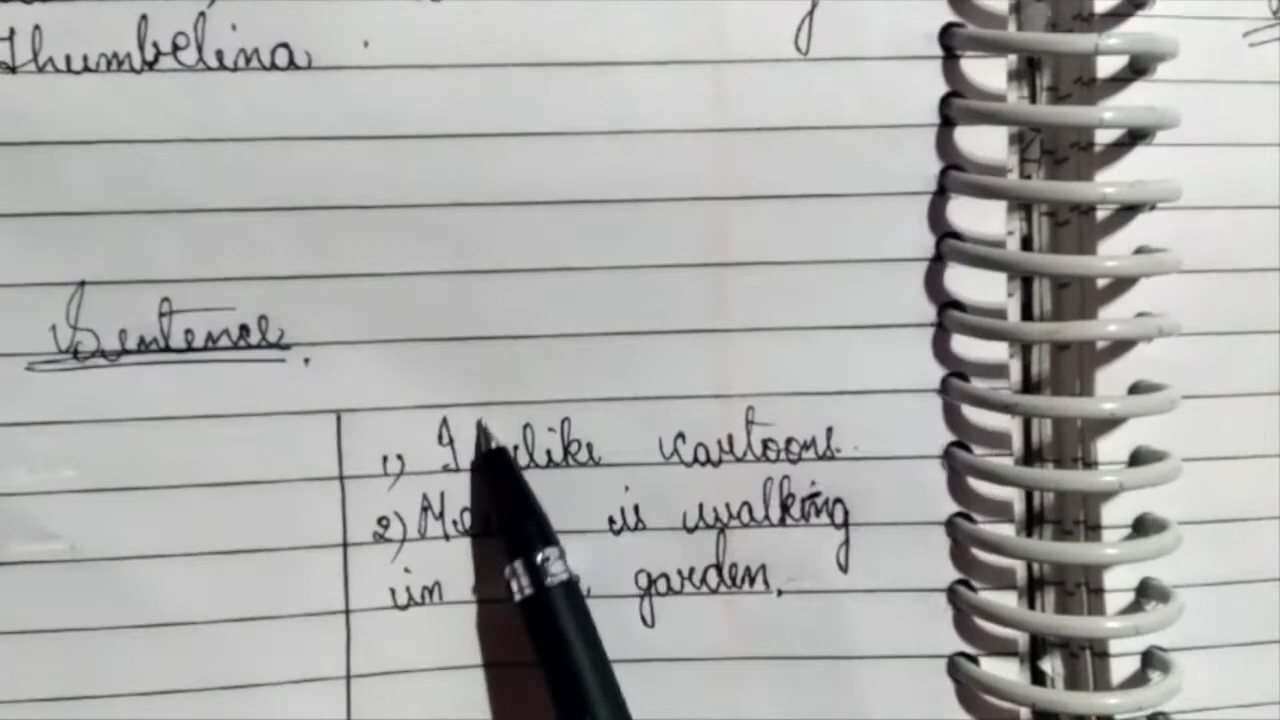 Thumbelina.
Sentence.
1) I like cartoons.
2) is walking
in garden.